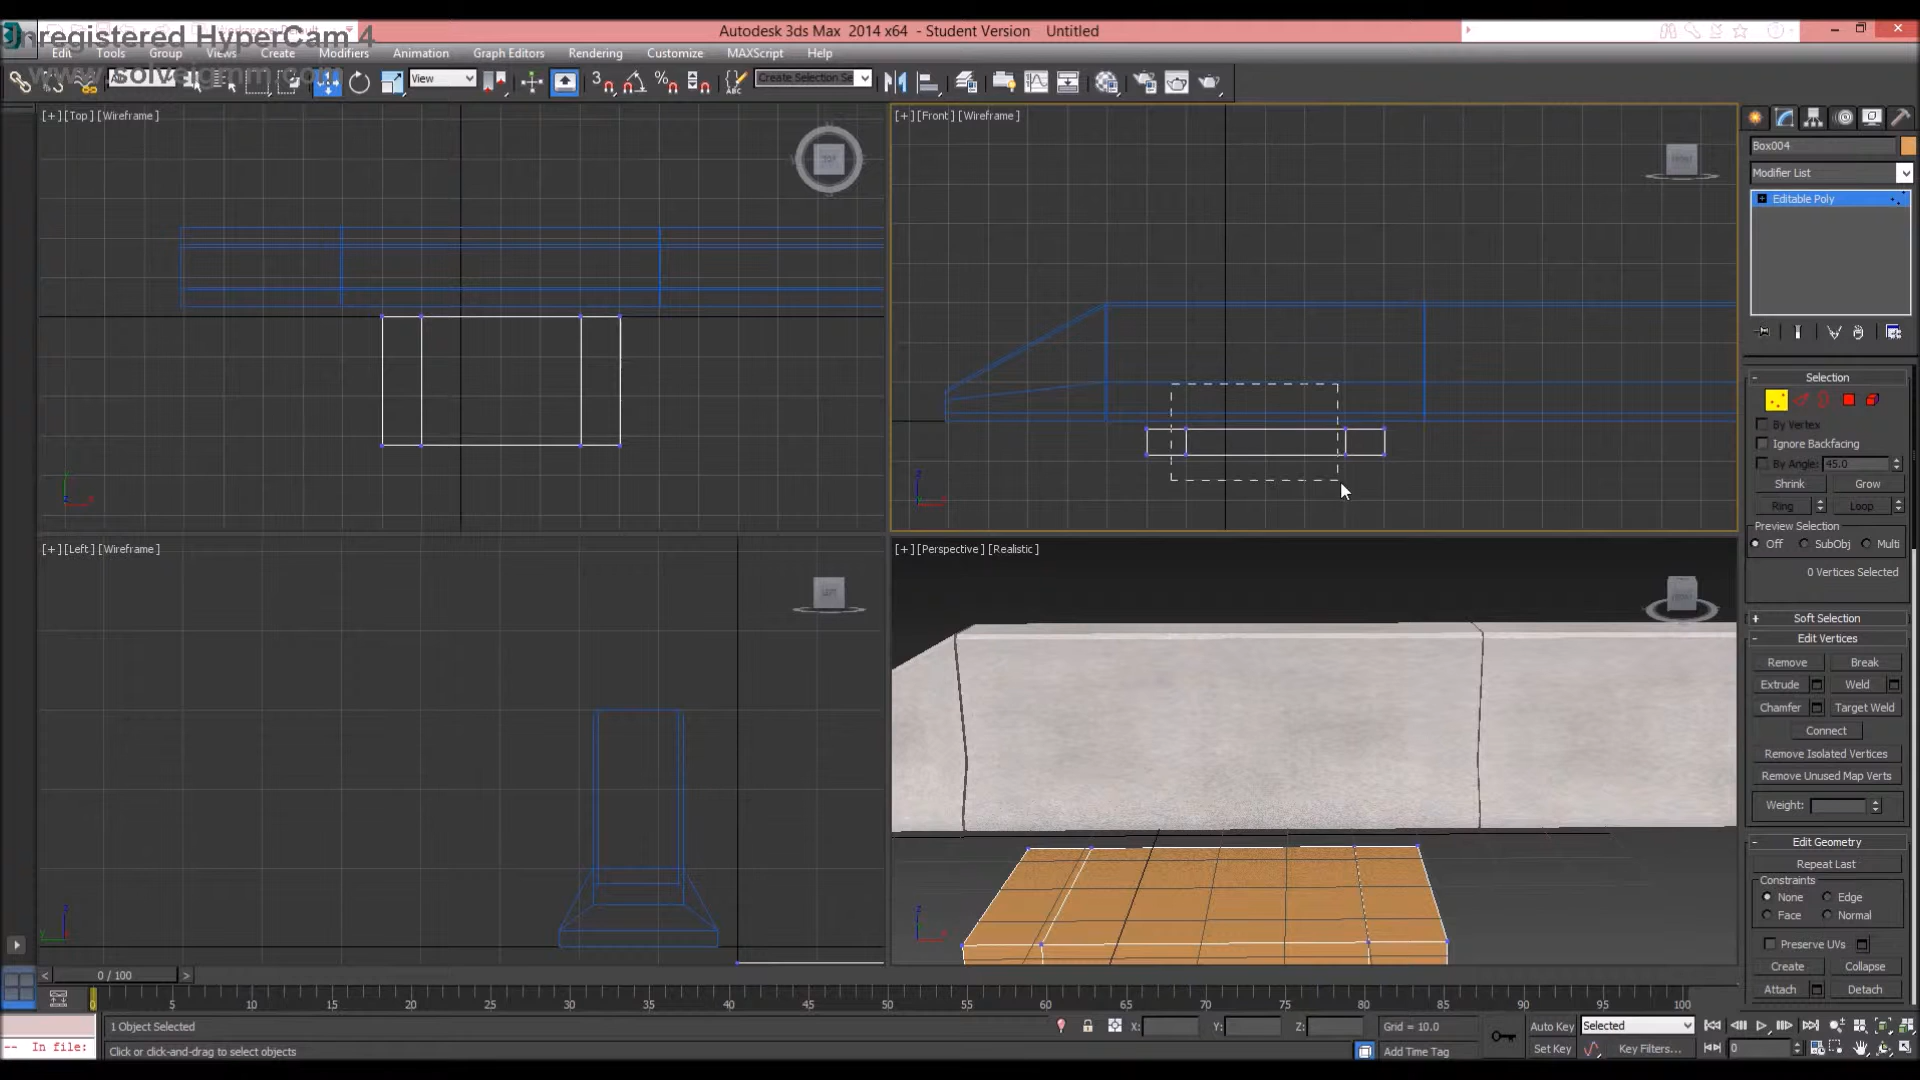 Autodesk 3ds Max 2014 x64 - Student Version Untitled
nregistered HyperCam 4
Edit Tools Group Views Create Modifiers Animation Graph Editors Rendering Customize MAXScript Help
www.solveigmm.com
View
Create Selection Se
[+] [Top] [Wireframe]
[+] [Front] [Wireframe]
Box004
Modifier List
Editable Poly
Selection
By Vertex
Ignore Backfacing
By Angle: 45.0
Shrink Grow
Ring Loop
Preview Selection
Off SubObj Multi
[+] [Left] [Wireframe]
[+] [Perspective] [Realistic]
0 Vertices Selected
Soft Selection
Edit Vertices
Remove Break
Extrude Weld
Chamfer Target Weld
Connect
Remove Isolated Vertices
Remove Unused Map Verts
Weight:
Edit Geometry
Repeat Last
Constraints
None Edge
Face Normal
Preserve UVs
Create Collapse
Attach Detach
0 / 100
0 5 10 15 20 25 30 35 40 45 50 55 60 65 70 75 80 85 90 95 100
1 Object Selected
X: Y: Z: Grid = 10.0
Auto Key Selected
-- In file:
Click or click-and-drag to select objects
Add Time Tag
Set Key Key Filters... 0